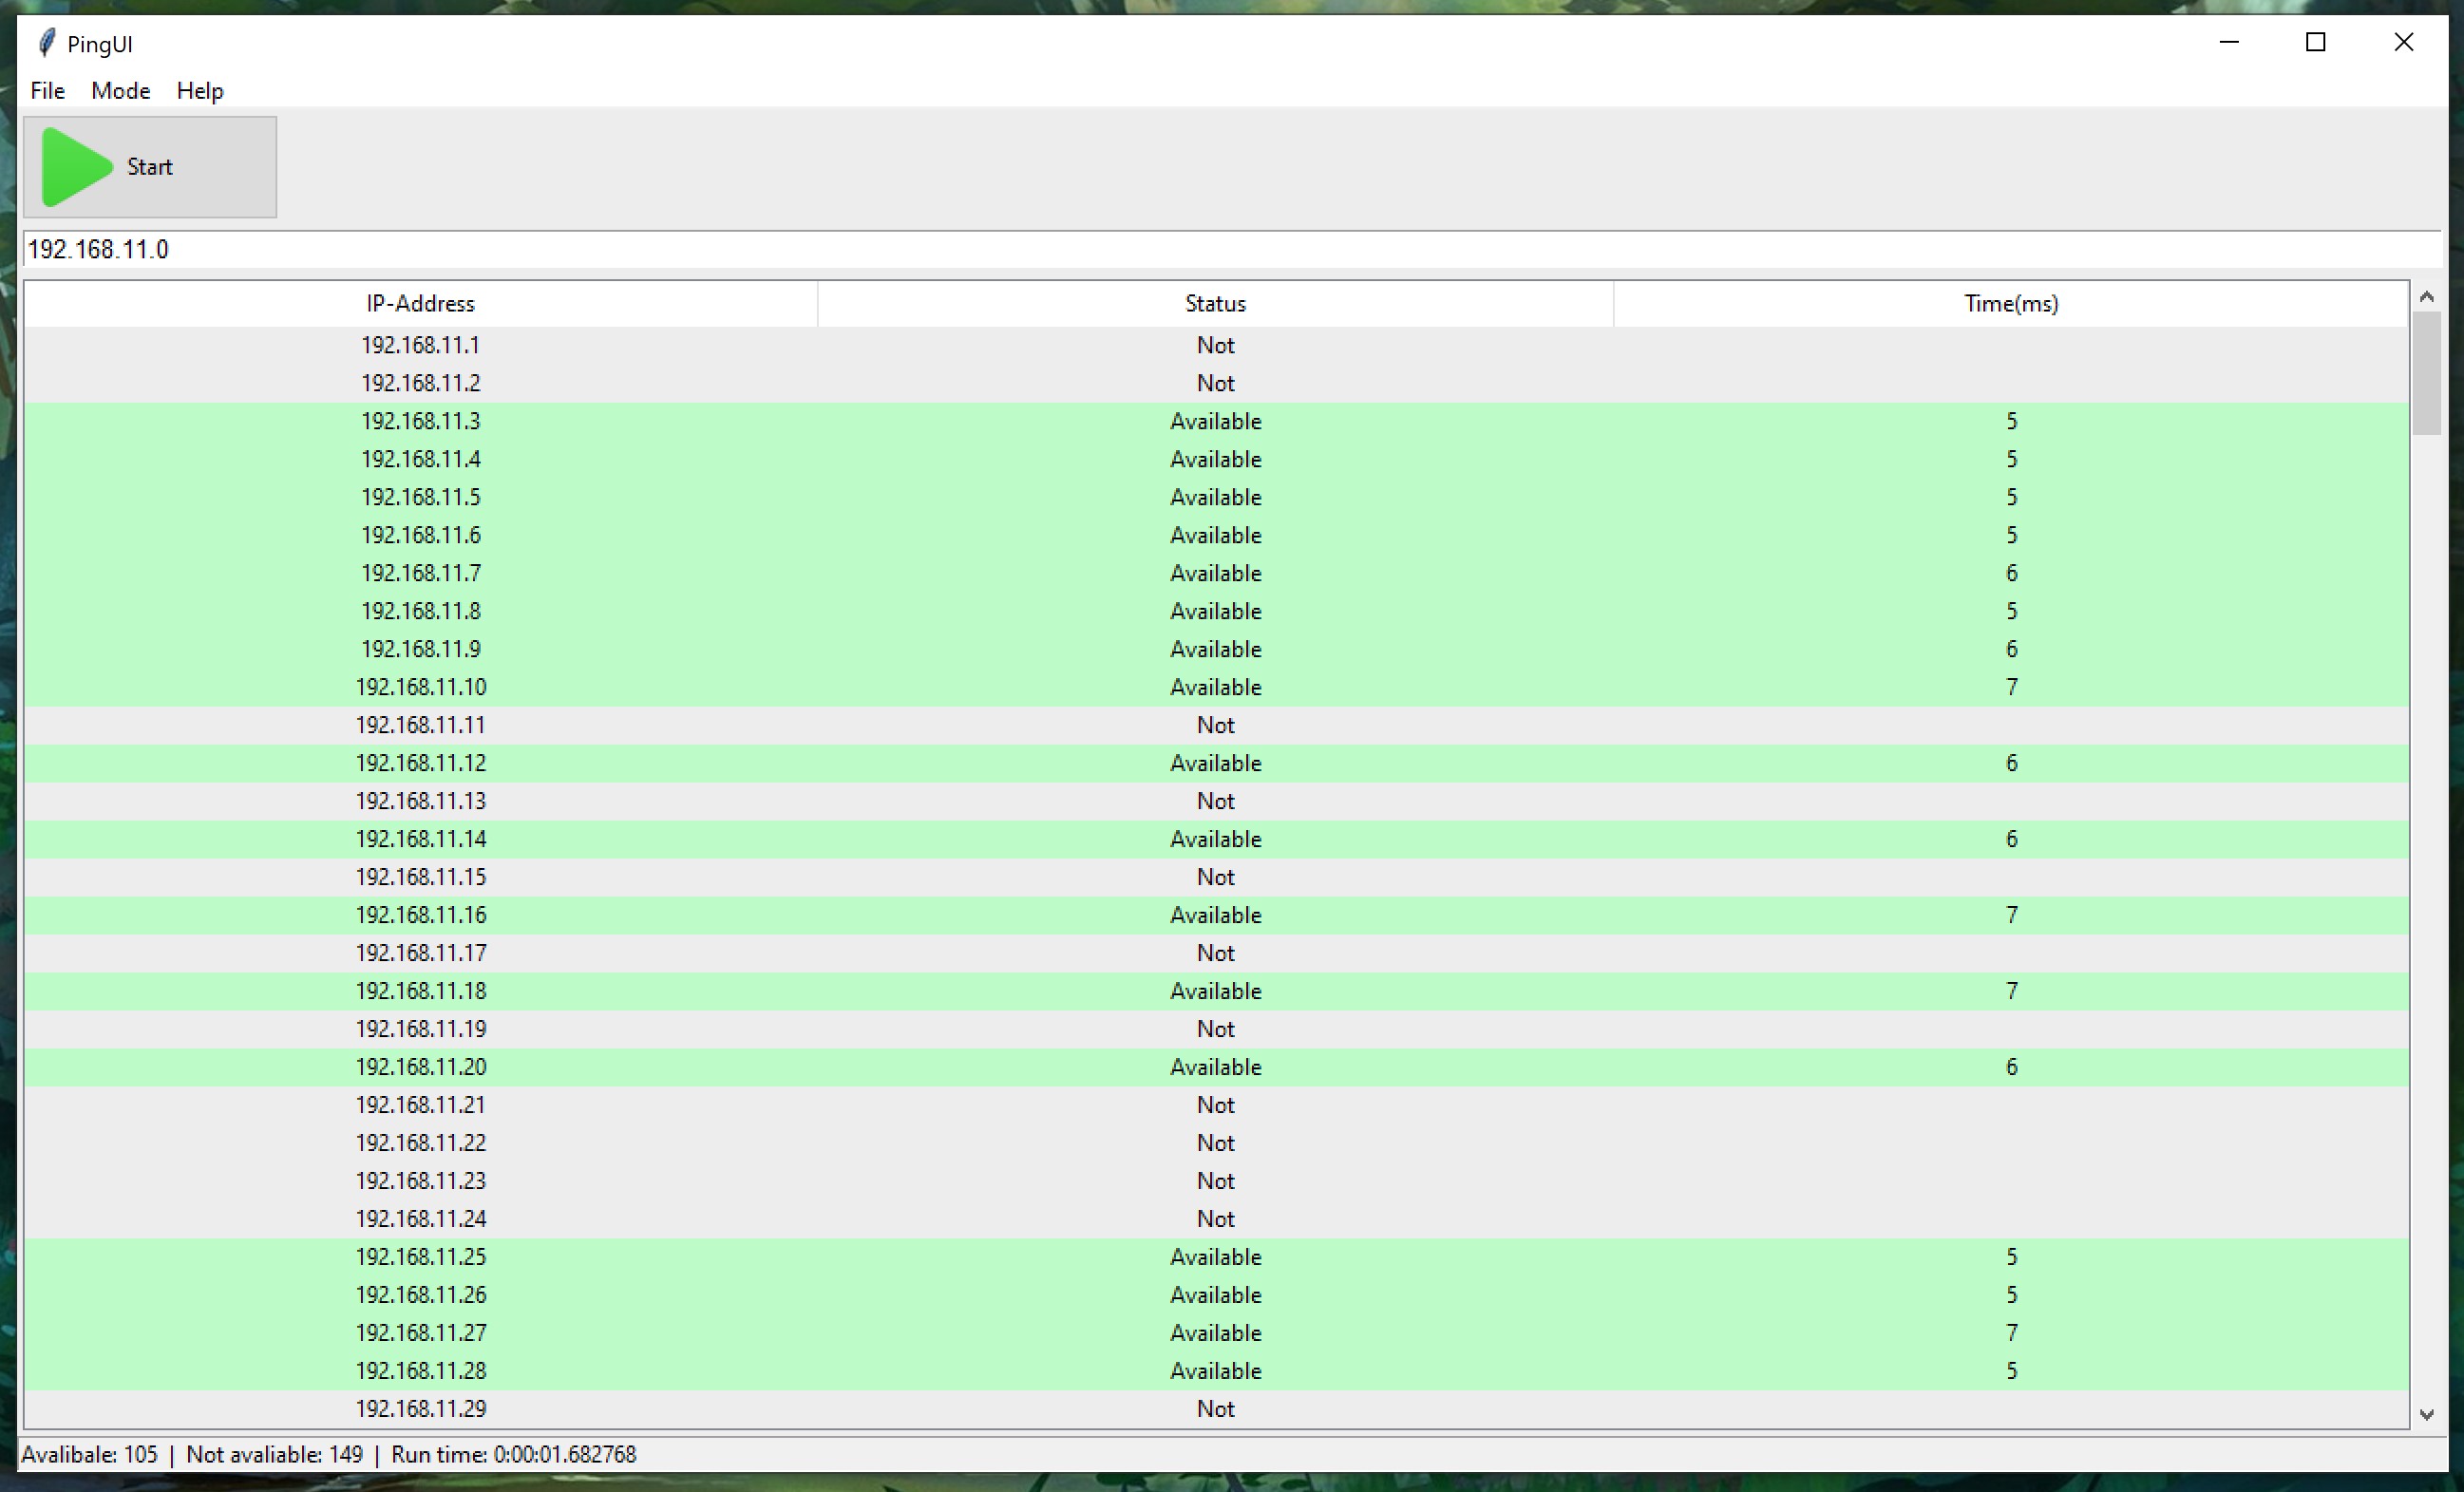 PingUI
File Mode Help
Start
192.168.11.0
IP-Address Status Time(ms)
192.168.11.1 Not
192.168.11.2 Not
192.168.11.3 Available 5
192.168.11.4 Available 5
192.168.11.5 Available 5
192.168.11.6 Available 5
192.168.11.7 Available 6
192.168.11.8 Available 5
192.168.11.9 Available 6
192.168.11.10 Available 7
192.168.11.11 Not
192.168.11.12 Available 6
192.168.11.13 Not
192.168.11.14 Available 6
192.168.11.15 Not
192.168.11.16 Available 7
192.168.11.17 Not
192.168.11.18 Available 7
192.168.11.19 Not
192.168.11.20 Available 6
192.168.11.21 Not
192.168.11.22 Not
192.168.11.23 Not
192.168.11.24 Not
192.168.11.25 Available 5
192.168.11.26 Available 5
192.168.11.27 Available 7
192.168.11.28 Available 5
192.168.11.29 Not
Avalibale: 105 | Not avaliable: 149 | Run time: 0:00:01.682768